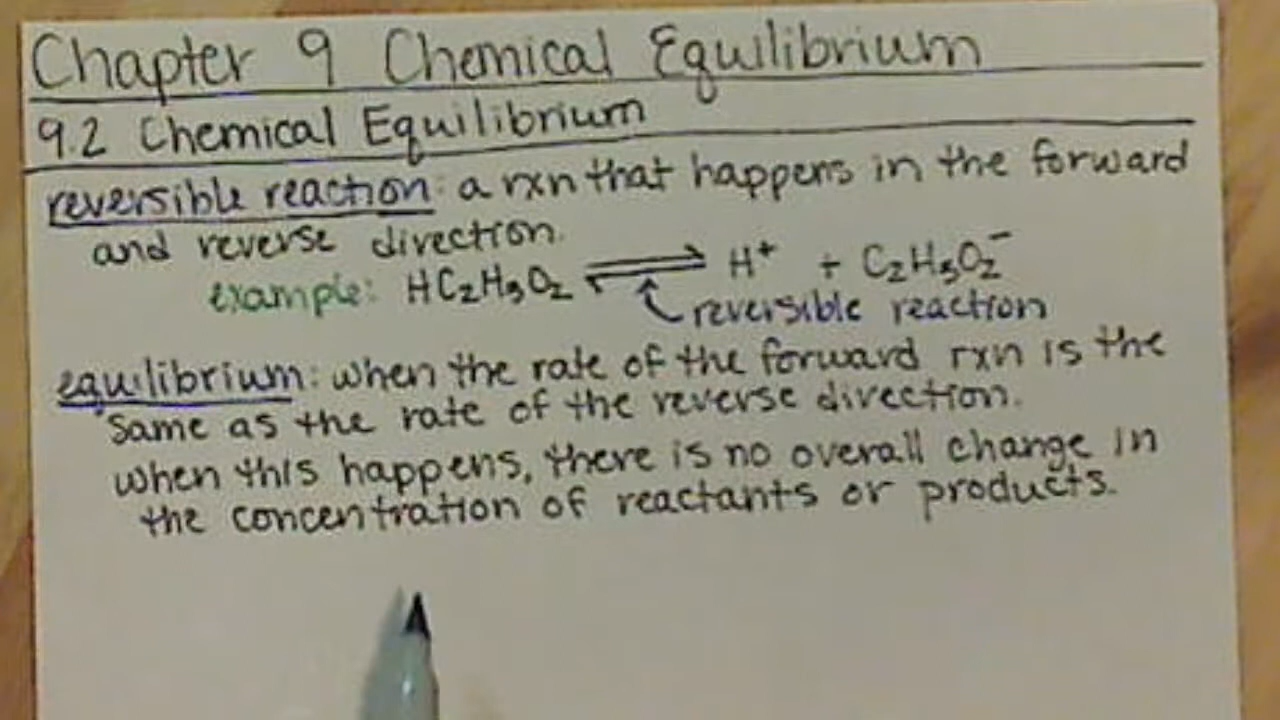 Chapter 9 Chemical Equilibrium
9.2 Chemical Equilibrium
reversible reaction: a rxn that happens in the forward
and reverse direction.
example: HC₂H₃O₂ ⇌ H⁺ + C₂H₃O₂⁻
reversible reaction
equilibrium: when the rate of the forward rxn is the
same as the rate of the reverse direction.
when this happens, there is no overall change in
the concentration of reactants or products.